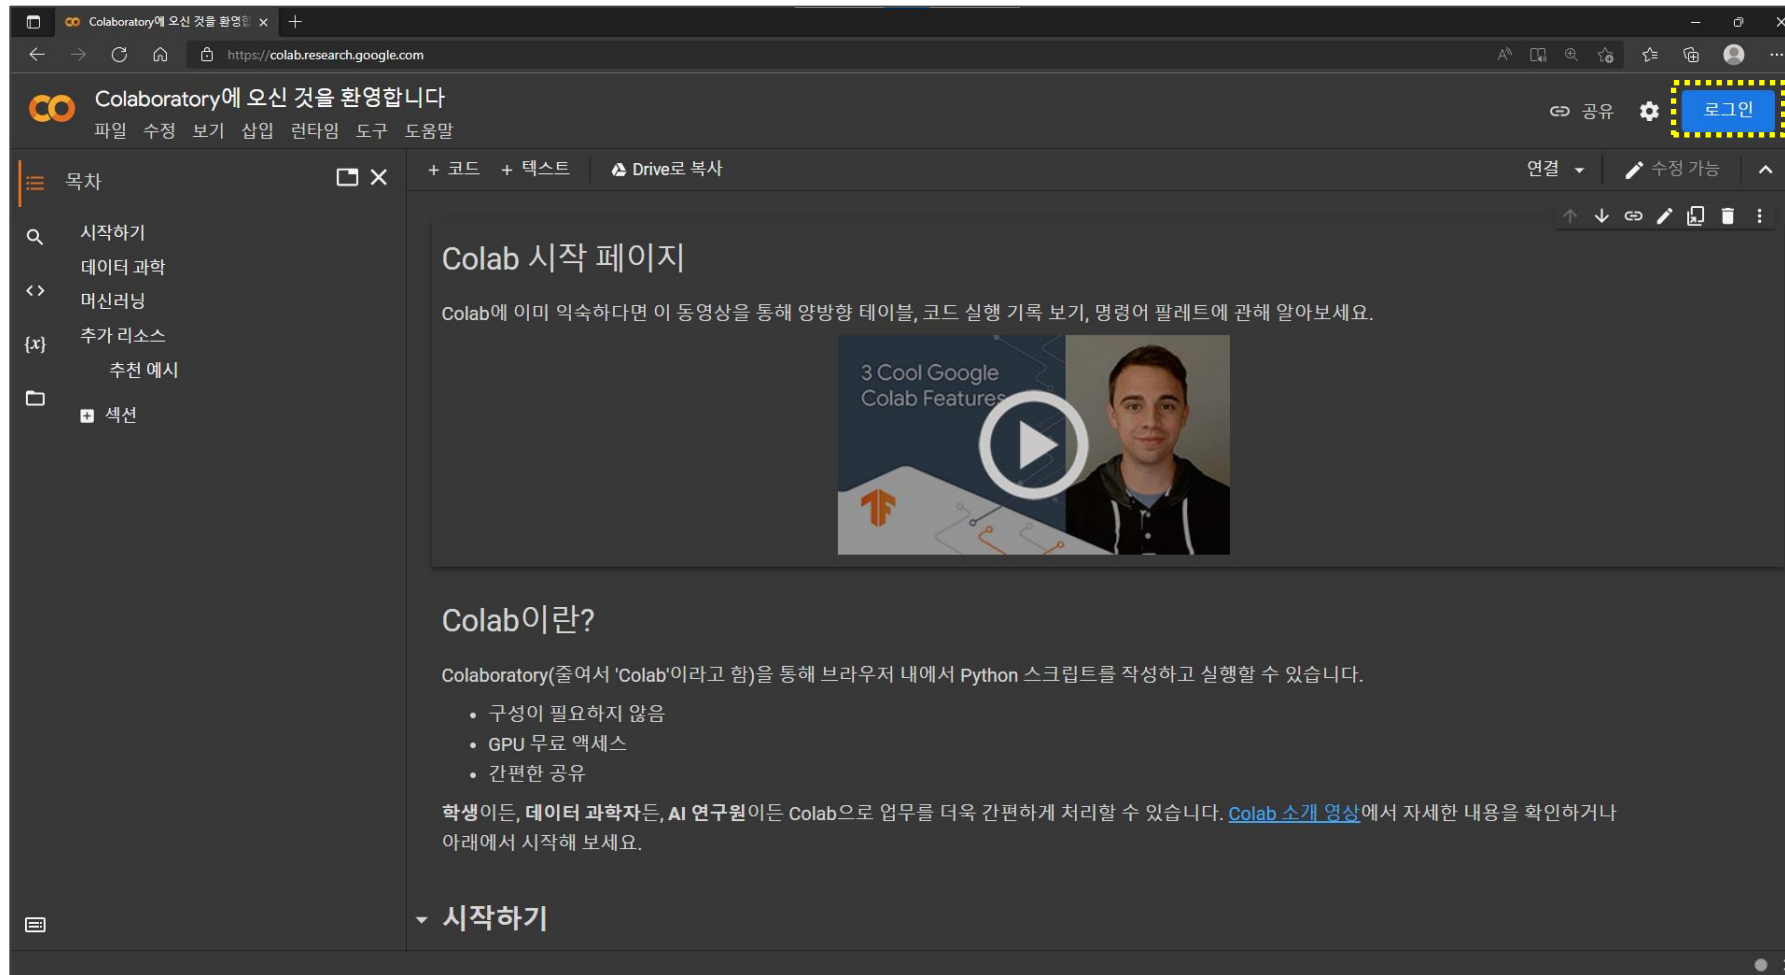 Colaboratory에 오신 것을 환영합
https://colab.research.google.com
Colaboratory에 오신 것을 환영합니다
파일 수정 보기 삽입 런타임 도구 도움말
공유
로그인
목차
시작하기
데이터 과학
머신러닝
추가 리소스
추천 예시
섹션
+ 코드 + 텍스트 Drive로 복사
연결 수정 가능
Colab 시작 페이지
Colab에 이미 익숙하다면 이 동영상을 통해 양방향 테이블, 코드 실행 기록 보기, 명령어 팔레트에 관해 알아보세요.
3 Cool Google
Colab Features
Colab이란?
Colaboratory(줄여서 'Colab'이라고 함)을 통해 브라우저 내에서 Python 스크립트를 작성하고 실행할 수 있습니다.
• 구성이 필요하지 않음
• GPU 무료 액세스
• 간편한 공유
학생이든, 데이터 과학자든, AI 연구원이든 Colab으로 업무를 더욱 간편하게 처리할 수 있습니다. Colab 소개 영상에서 자세한 내용을 확인하거나
아래에서 시작해 보세요.
시작하기